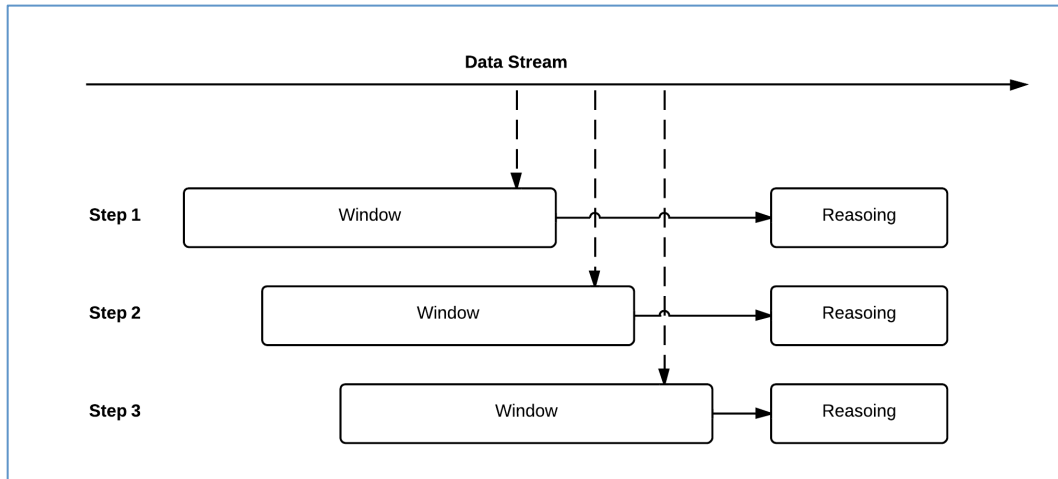 Data Stream
Step 1
Window
Reasoing
Step 2
Window
Reasoing
Step 3
Window
Reasoing